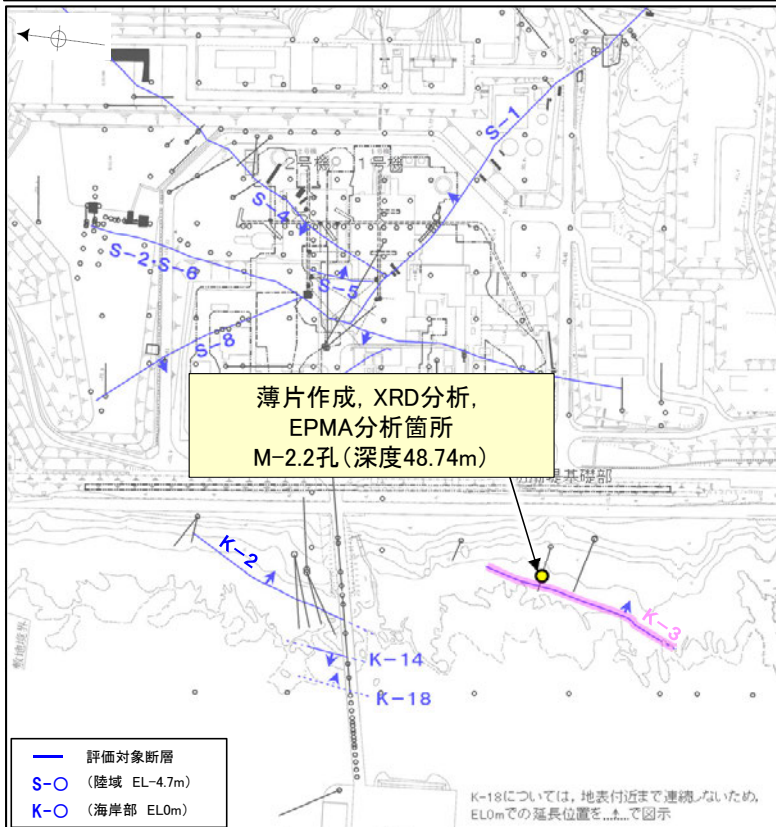 S-1
2号機
1号機
S-4
S-2・S-6
S-5
S-8
薄片作成, XRD分析,
EPMA分析箇所
M-2.2孔(深度48.74m)
堤基礎部
K-2
K-3
敷地境界
K-14
K-18
評価対象断層
S-○ (陸域 EL-4.7m)
K-○ (海岸部 EL0m)
K-18については, 地表付近まで連続しないため,
EL0mでの延長位置を で図示